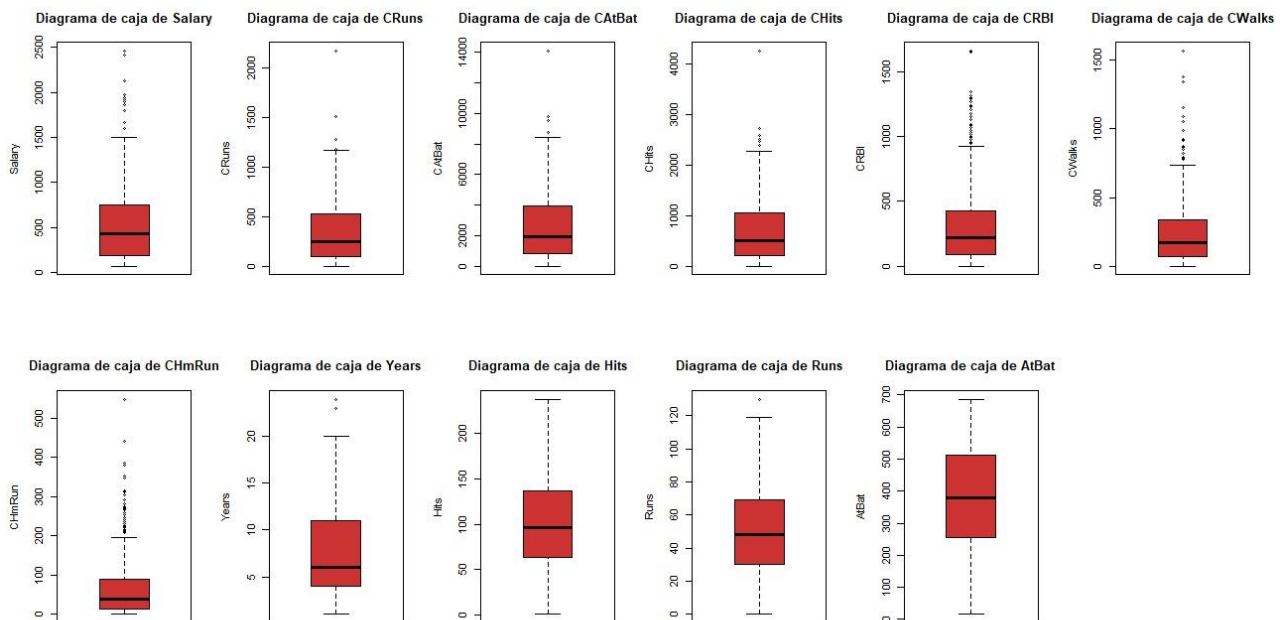 Diagrama de caja de Salary
Diagrama de caja de CRuns
Diagrama de caja de CAtBat
Diagrama de caja de CHits
Diagrama de caja de CRBI
Diagrama de caja de CWalks
Salary
0
500
1000
1500
2000
2500
CRuns
0
500
1000
1500
2000
CAtBat
0
2000
6000
10000
14000
CHits
0
1000
2000
3000
4000
CRBI
0
500
1000
1500
CWalks
0
500
1000
1500
Diagrama de caja de CHmRun
Diagrama de caja de Years
Diagrama de caja de Hits
Diagrama de caja de Runs
Diagrama de caja de AtBat
CHmRun
0
100
200
300
400
500
Years
5
10
15
20
Hits
0
50
100
150
200
Runs
0
20
40
60
80
100
120
AtBat
0
100
200
300
400
500
600
700